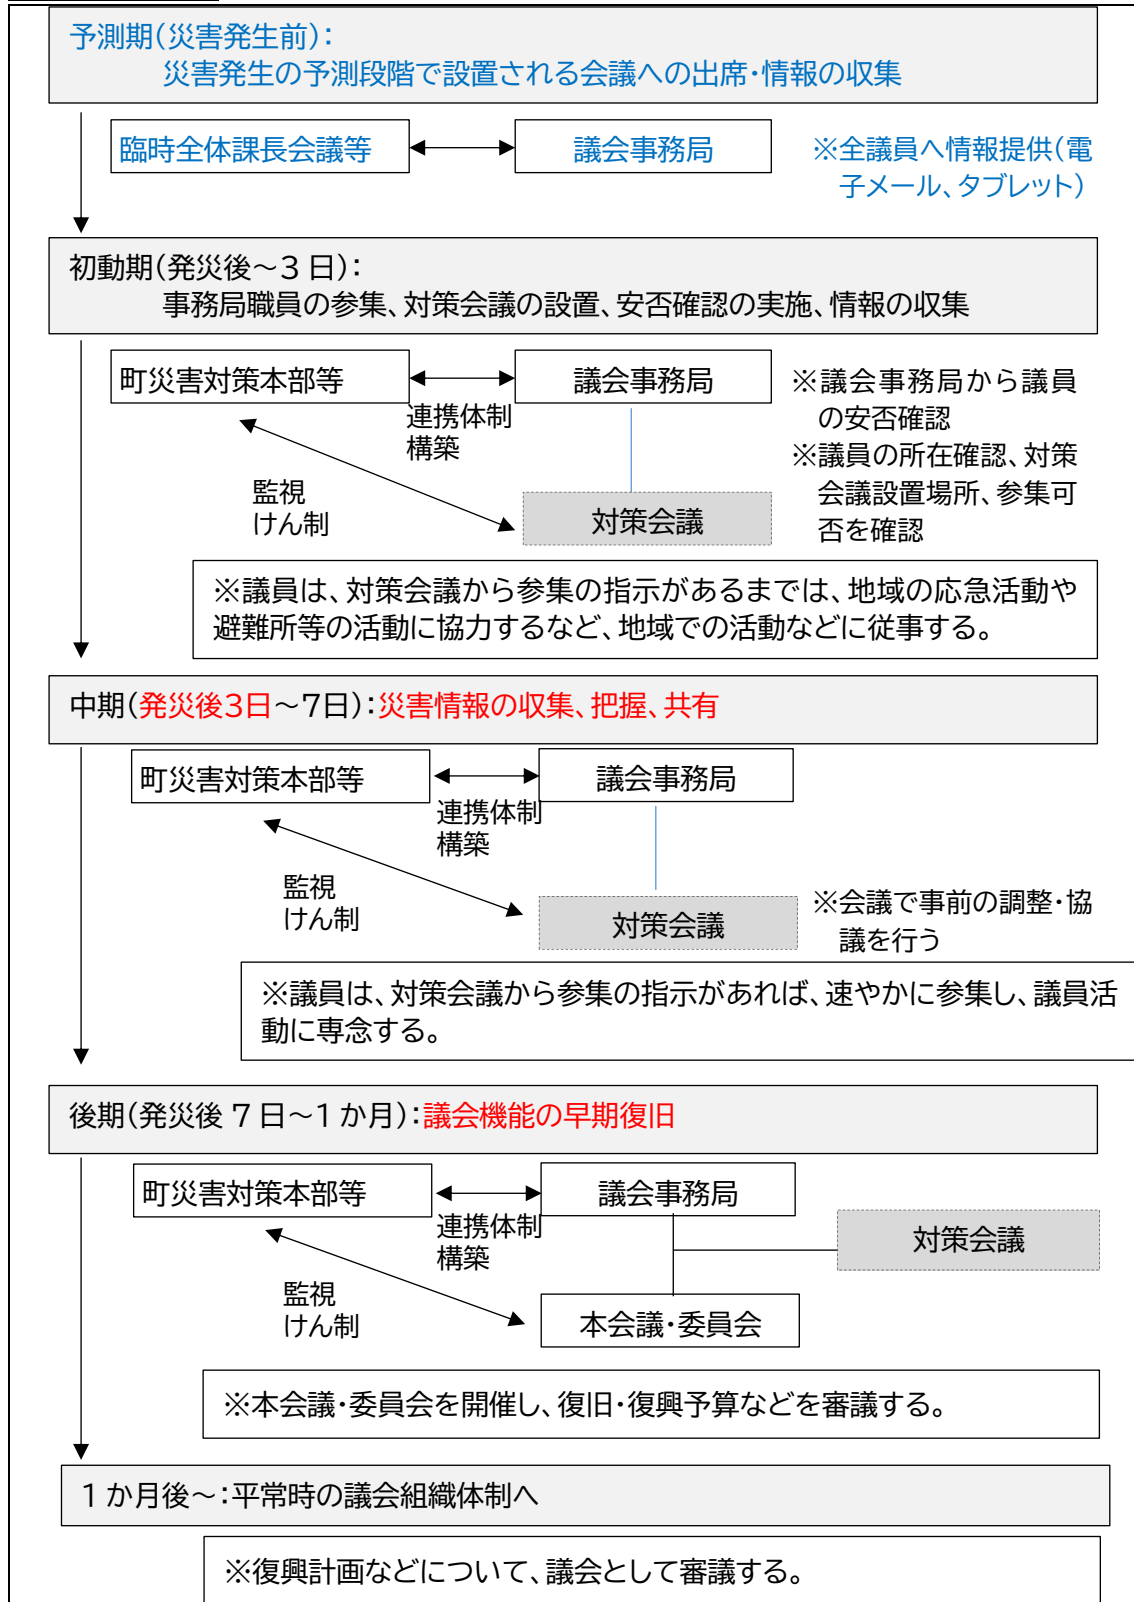 予測期(災害発生前):
災害発生の予測段階で設置される会議への出席・情報の収集
臨時全体課長会議等
議会事務局
※全議員へ情報提供(電
子メール、タブレット)
初動期(発災後～3日):
事務局職員の参集、対策会議の設置、安否確認の実施、情報の収集
町災害対策本部等
議会事務局
連携体制
構築
※議会事務局から議員
の安否確認
※議員の所在確認、対策
会議設置場所、参集可
否を確認
監視
けん制
対策会議
※議員は、対策会議から参集の指示があるまでは、地域の応急活動や
避難所等の活動に協力するなど、地域での活動などに従事する。
中期(発災後3日～7日):災害情報の収集、把握、共有
町災害対策本部等
議会事務局
連携体制
構築
監視
けん制
対策会議
※会議で事前の調整・協
議を行う
※議員は、対策会議から参集の指示があれば、速やかに参集し、議員活
動に専念する。
後期(発災後7日～1か月):議会機能の早期復旧
町災害対策本部等
議会事務局
連携体制
構築
対策会議
監視
けん制
本会議・委員会
※本会議・委員会を開催し、復旧・復興予算などを審議する。
1か月後～:平常時の議会組織体制へ
※復興計画などについて、議会として審議する。